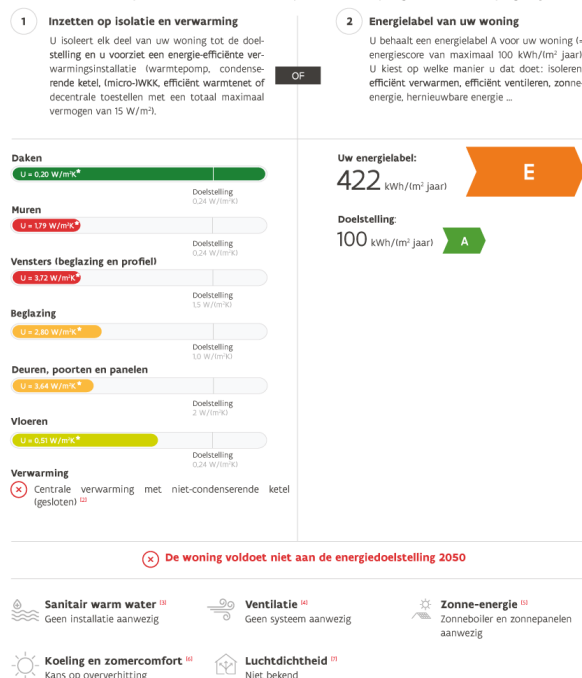 1 Inzetten op isolatie en verwarming
U isoleert elk deel van uw woning tot de doel-
stelling en u voorziet een energie-efficiënte ver-
warmingsinstallatie (warmtepomp, condense-
rende ketel, (micro-)WKK, efficiënt warmtenet of
decentrale toestellen met een totaal maximaal
vermogen van 15 W/m²).
OF
2 Energielabel van uw woning
U behaalt een energielabel A voor uw woning (=
energiescore van maximaal 100 kWh/(m² jaar)
U kiest op welke manier u dat doet: isoleren
efficiënt verwarmen, efficiënt ventileren, zonne-
energie, hernieuwbare energie ...
Daken
U = 0,20 W/m²K*
Doelstelling
0,24 W/(m²K)
Muren
U = 1,79 W/m²K*
Doelstelling
0,24 W/(m²K)
Vensters (beglazing en profiel)
U = 3,72 W/m²K*
Doelstelling
1,5 W/(m²K)
Beglazing
U = 2,80 W/m²K*
Doelstelling
1,0 W/(m²K)
Deuren, poorten en panelen
U = 3,64 W/m²K*
Doelstelling
2 W/(m²K)
Vloeren
U = 0,51 W/m²K*
Doelstelling
0,24 W/(m²K)
Verwarming
Centrale verwarming met niet-condenserende ketel
(gesloten) [2]
Uw energielabel:
422 kWh/(m² jaar)
E
Doelstelling:
100 kWh/(m² jaar)
A
De woning voldoet niet aan de energiedoelstelling 2050
Sanitair warm water [3]
Geen installatie aanwezig
Ventilatie [4]
Geen systeem aanwezig
Zonne-energie [5]
Zonneboiler en zonnepanelen
aanwezig
Koeling en zomercomfort [6]
Kans op oververhitting
Luchtdichtheid [7]
Niet bekend